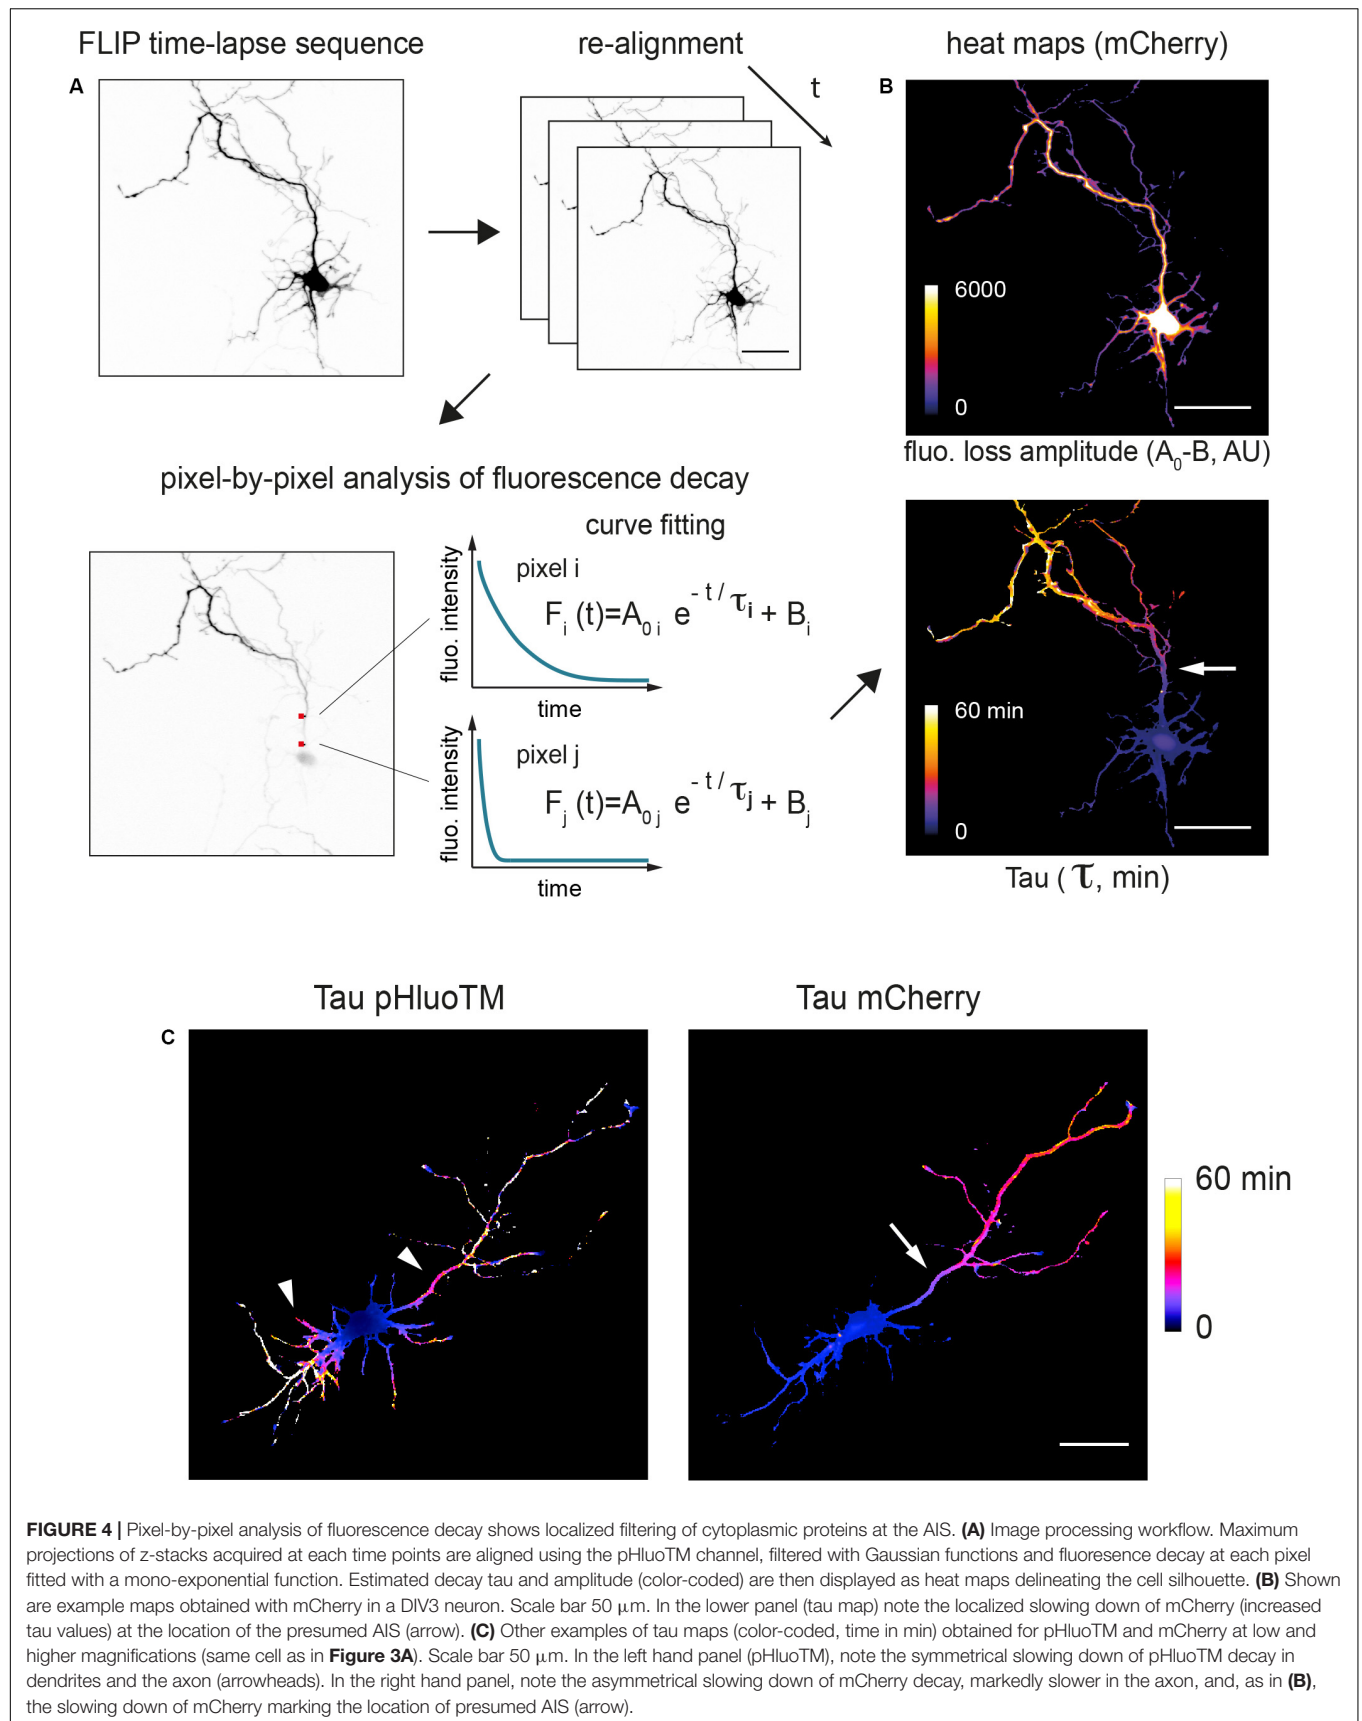 FLIP time-lapse sequence
re-alignment
heat maps (mCherry)
A
t
B
6000
0
fluo. loss amplitude (A0-B, AU)
pixel-by-pixel analysis of fluorescence decay
curve fitting
fluo. intensity
pixel i
Fi (t)=A0 i e-t/τi + Bi
time
fluo. intensity
pixel j
Fj (t)=A0 j e-t/τj + Bj
time
60 min
0
Tau (τ, min)
Tau pHluoTM
Tau mCherry
C
60 min
0
FIGURE 4 | Pixel-by-pixel analysis of fluorescence decay shows localized filtering of cytoplasmic proteins at the AIS. (A) Image processing workflow. Maximum
projections of z-stacks acquired at each time points are aligned using the pHluoTM channel, filtered with Gaussian functions and fluoresence decay at each pixel
fitted with a mono-exponential function. Estimated decay tau and amplitude (color-coded) are then displayed as heat maps delineating the cell silhouette. (B) Shown
are example maps obtained with mCherry in a DIV3 neuron. Scale bar 50 μm. In the lower panel (tau map) note the localized slowing down of mCherry (increased
tau values) at the location of the presumed AIS (arrow). (C) Other examples of tau maps (color-coded, time in min) obtained for pHluoTM and mCherry at low and
higher magnifications (same cell as in Figure 3A). Scale bar 50 μm. In the left hand panel (pHluoTM), note the symmetrical slowing down of pHluoTM decay in
dendrites and the axon (arrowheads). In the right hand panel, note the asymmetrical slowing down of mCherry decay, markedly slower in the axon, and, as in (B),
the slowing down of mCherry marking the location of presumed AIS (arrow).